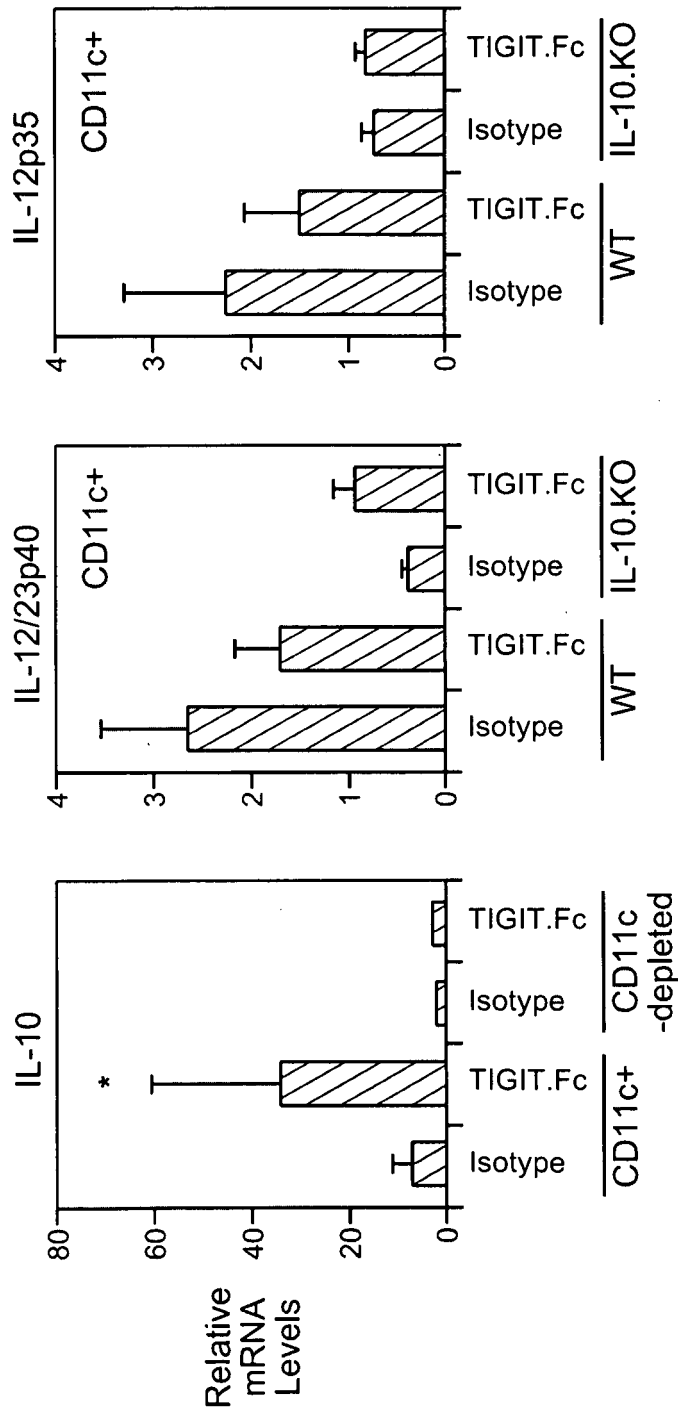 IL-10
Relative
mRNA
Levels
80
60
40
20
0
*
Isotype
TIGIT.Fc
Isotype
TIGIT.Fc
CD11c+
CD11c
-depleted
IL-12/23p40
CD11c+
4
3
2
1
0
Isotype
TIGIT.Fc
Isotype
TIGIT.Fc
WT
IL-10.KO
IL-12p35
CD11c+
4
3
2
1
0
Isotype
TIGIT.Fc
Isotype
TIGIT.Fc
WT
IL-10.KO